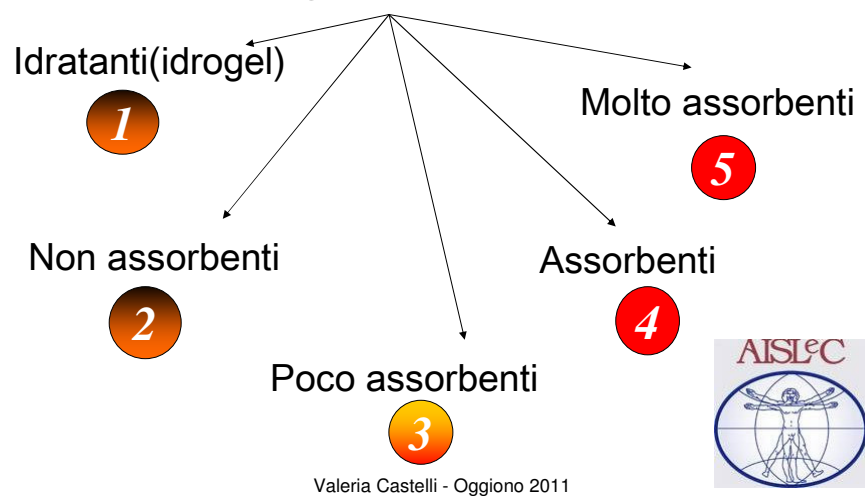 Idratanti(idrogel)
1
Molto assorbenti
5
Non assorbenti
2
Assorbenti
4
Poco assorbenti
3
AISLeC
Valeria Castelli - Oggiono 2011